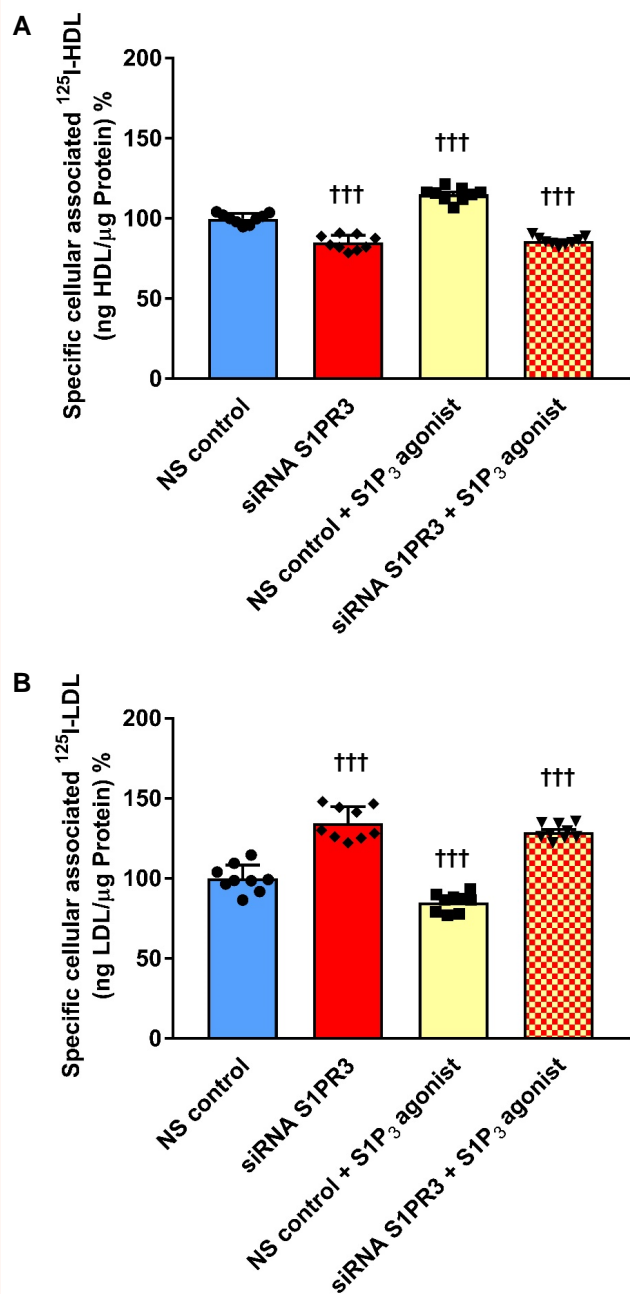 A
Specific cellular associated ¹²⁵I-HDL
(ng HDL/µg Protein) %
200
150
100
50
0
†††
†††
†††
NS control
siRNA S1PR3
NS control + S1P₃ agonist
siRNA S1PR3 + S1P₃ agonist
B
Specific cellular associated ¹²⁵I-LDL
(ng LDL/µg Protein) %
200
150
100
50
0
†††
†††
†††
NS control
siRNA S1PR3
NS control + S1P₃ agonist
siRNA S1PR3 + S1P₃ agonist